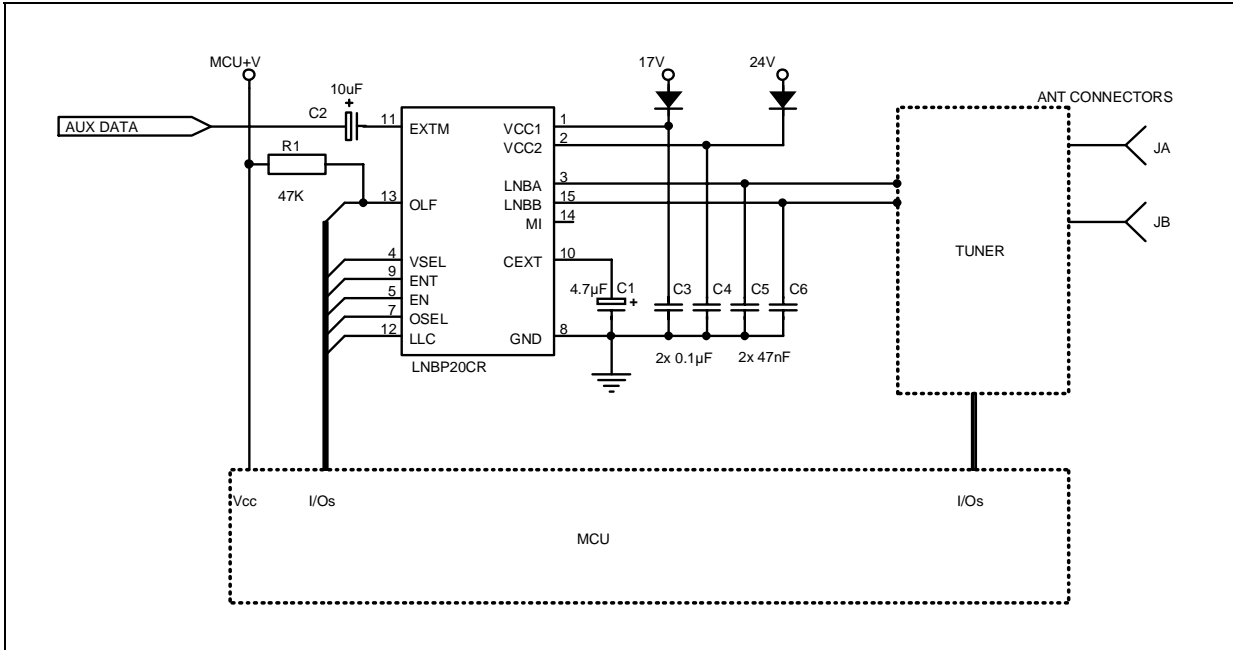 MCU+V
17V
24V
10uF
+
C2
ANT CONNECTORS
AUX DATA
11
EXTM
VCC1
1
VCC2
2
JA
R1
47K
13
OLF
LNBA
3
LNBB
15
MI
14
JB
TUNER
4
VSEL
9
ENT
5
EN
7
OSEL
12
LLC
CEXT
10
4.7µF
C1
+
C3
C4
C5
C6
GND
8
LNBP20CR
2x 0.1µF
2x 47nF
Vcc
I/Os
I/Os
MCU